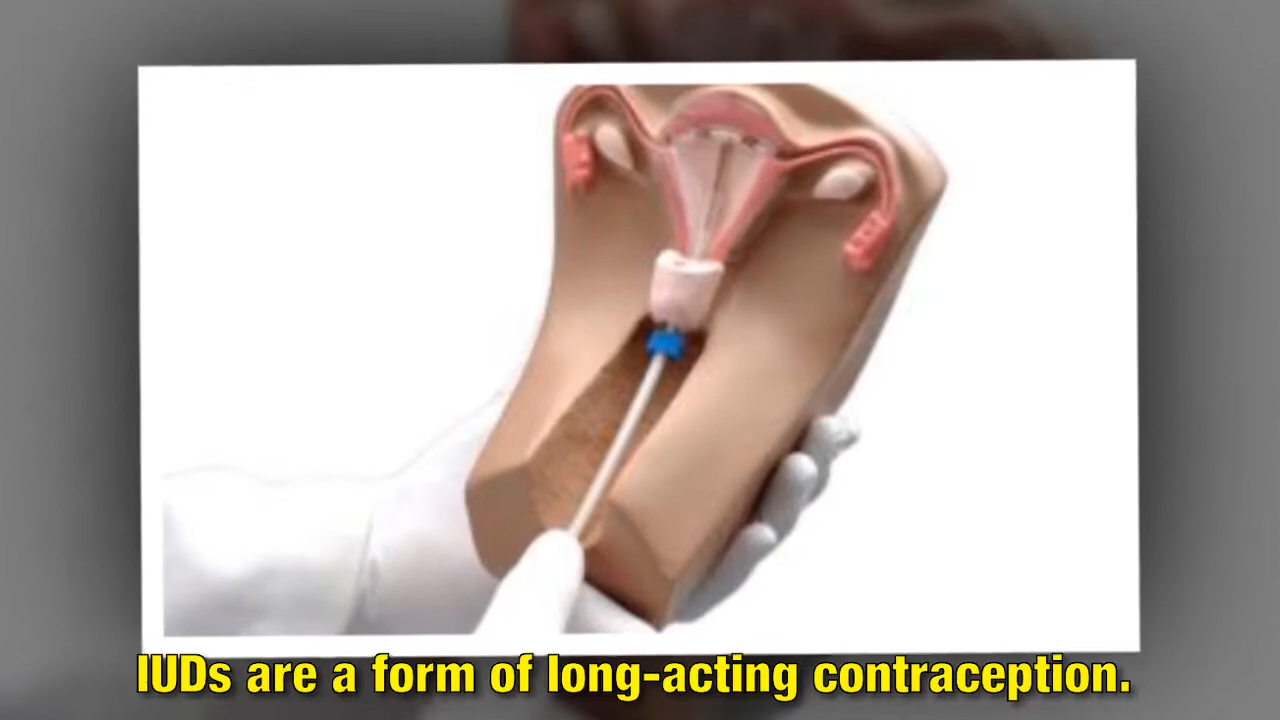 IUDs are a form of long-acting contraception.